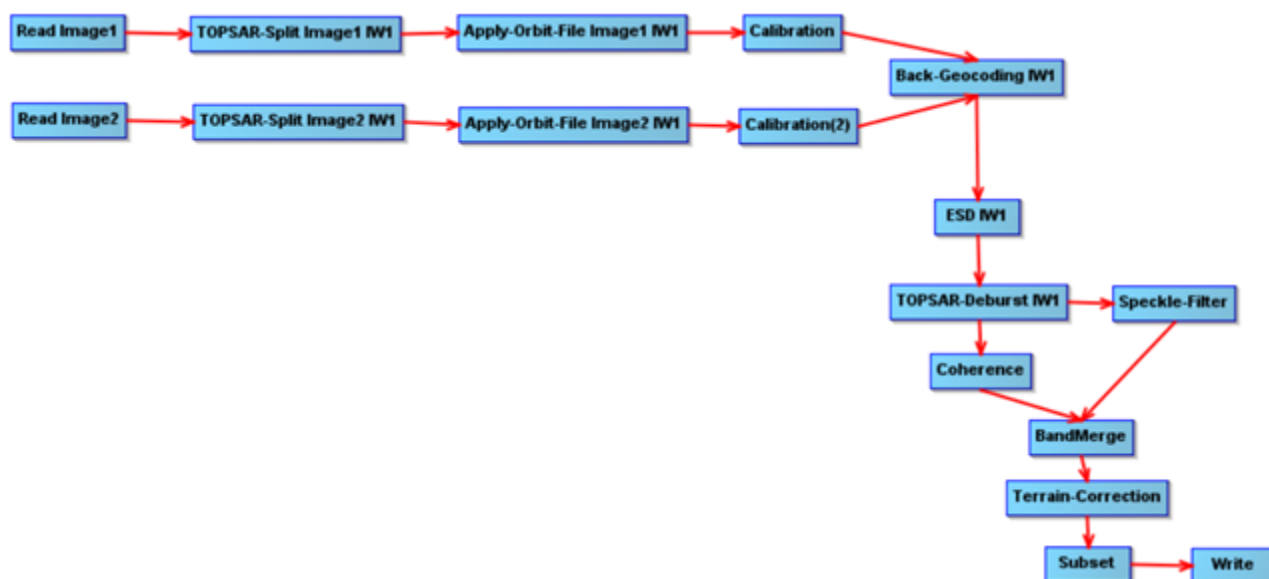 Read Image1
TOPSAR-Split Image1 IW1
Apply-Orbit-File Image1 IW1
Calibration
Back-Geocoding IW1
Read Image2
TOPSAR-Split Image2 IW1
Apply-Orbit-File Image2 IW1
Calibration(2)
ESD IW1
TOPSAR-Deburst IW1
Speckle-Filter
Coherence
BandMerge
Terrain-Correction
Subset
Write